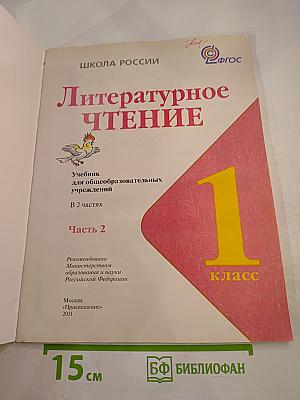 ШКОЛА РОССИИ
ФГОС
Литературное
ЧТЕНИЕ
Учебник
для общеобразовательных
учреждений
В 2 частях
Часть 2
1
класс
Рекомендовано
Министерством
образования и науки
Российской Федерации
Москва
«Просвещение»
2011
15 см
БФ БИБЛИОФАН